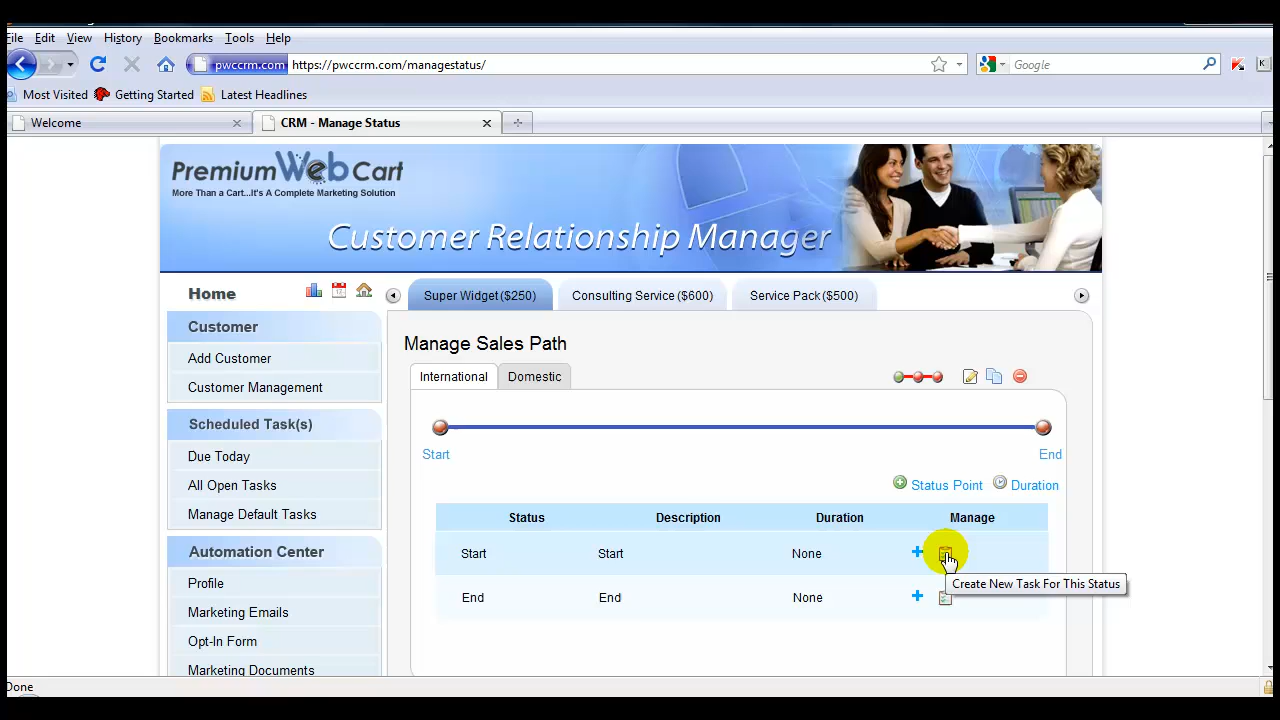 File Edit View History Bookmarks Tools Help
pwccrm.com https://pwccrm.com/managestatus/
Google
Most Visited Getting Started Latest Headlines
Welcome
CRM - Manage Status
PremiumWebCart
More Than a Cart...It's A Complete Marketing Solution
Customer Relationship Manager
Home
Super Widget ($250) Consulting Service ($600) Service Pack ($500)
Customer
Add Customer
Customer Management
Scheduled Task(s)
Due Today
All Open Tasks
Manage Default Tasks
Automation Center
Profile
Marketing Emails
Opt-In Form
Marketing Documents
Manage Sales Path
International Domestic
Start End
Status Point Duration
Status Description Duration Manage
Start Start None
Create New Task For This Status
End End None
Done